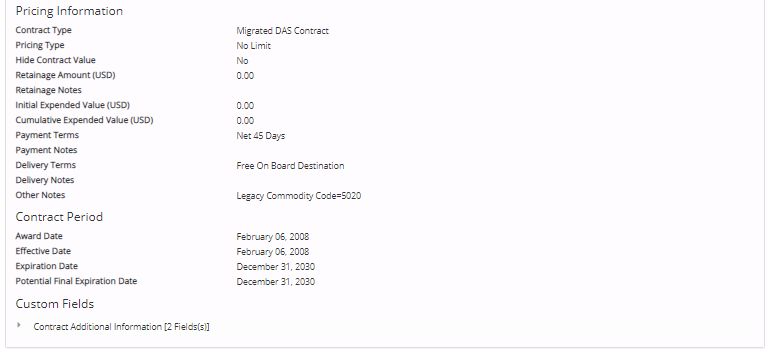 Pricing Information
Contract Type Migrated DAS Contract
Pricing Type No Limit
Hide Contract Value No
Retainage Amount (USD) 0.00
Retainage Notes
Initial Expended Value (USD) 0.00
Cumulative Expended Value (USD) 0.00
Payment Terms Net 45 Days
Payment Notes
Delivery Terms Free On Board Destination
Delivery Notes
Other Notes Legacy Commodity Code=5020
Contract Period
Award Date February 06, 2008
Effective Date February 06, 2008
Expiration Date December 31, 2030
Potential Final Expiration Date December 31, 2030
Custom Fields
Contract Additional Information [2 Fields(s)]